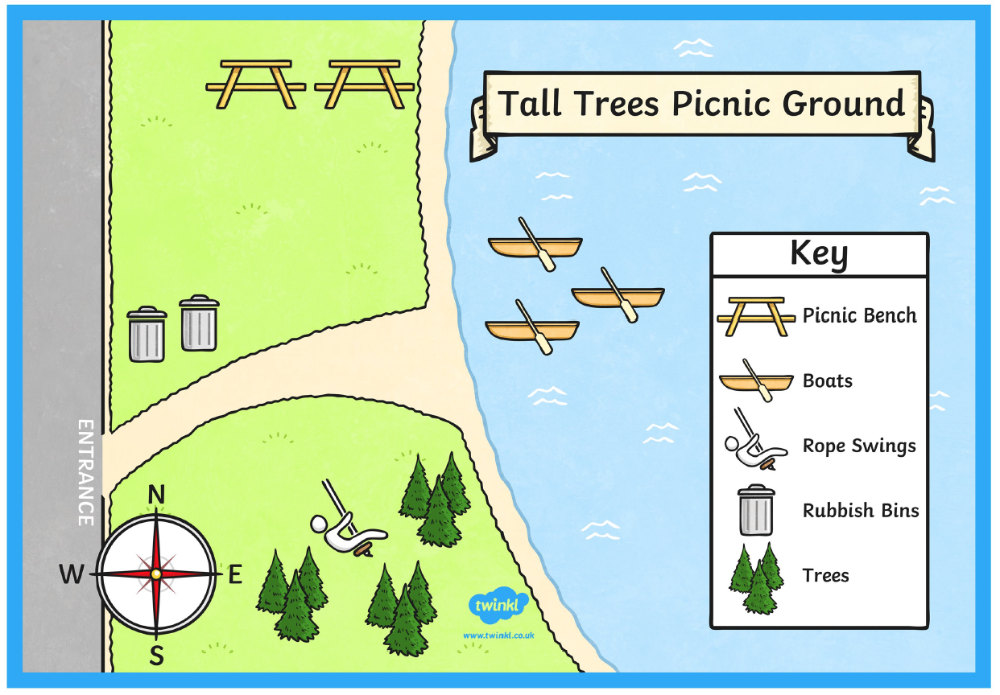 Tall Trees Picnic Ground
Key
Picnic Bench
Boats
Rope Swings
Rubbish Bins
Trees
ENTRANCE
N
W
E
S
twinkl
www.twinkl.co.uk